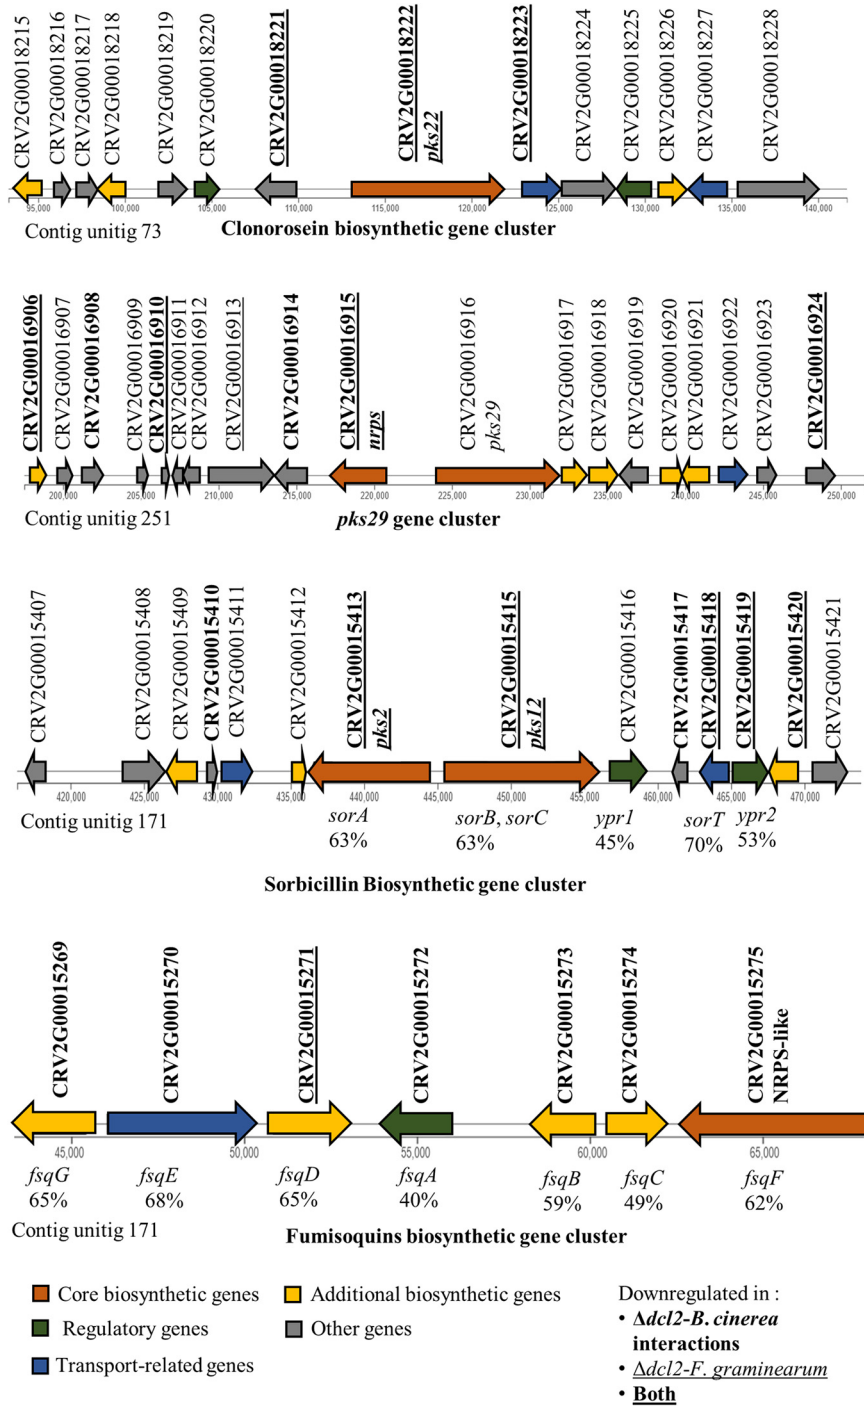 CRV2G00018215
CRV2G00018216
CRV2G00018217
CRV2G00018218
CRV2G00018219
CRV2G00018220
CRV2G00018221
CRV2G00018222
pks22
CRV2G00018223
CRV2G00018224
CRV2G00018225
CRV2G00018226
CRV2G00018227
CRV2G00018228
95,000 100,000 105,000 110,000 115,000 120,000 125,000 130,000 135,000 140,000
Contig unitig 73 Clonorosein biosynthetic gene cluster
CRV2G00016906
CRV2G00016907
CRV2G00016908
CRV2G00016909
CRV2G00016910
CRV2G00016911
CRV2G00016912
CRV2G00016913
CRV2G00016914
CRV2G00016915
nrps
CRV2G00016916
pks29
CRV2G00016917
CRV2G00016918
CRV2G00016919
CRV2G00016920
CRV2G00016921
CRV2G00016922
CRV2G00016923
CRV2G00016924
200,000 205,000 210,000 215,000 220,000 225,000 230,000 235,000 240,000 245,000 250,000
Contig unitig 251 pks29 gene cluster
CRV2G00015407
CRV2G00015408
CRV2G00015409
CRV2G00015410
CRV2G00015411
CRV2G00015412
CRV2G00015413
pks2
CRV2G00015415
pks12
CRV2G00015416
CRV2G00015417
CRV2G00015418
CRV2G00015419
CRV2G00015420
CRV2G00015421
420,000 425,000 430,000 435,000 440,000 445,000 450,000 455,000 460,000 465,000 470,000
Contig unitig 171
sorA sorB, sorC ypr1 sorT ypr2
63% 63% 45% 70% 53%
Sorbicillin Biosynthetic gene cluster
CRV2G00015269
CRV2G00015270
CRV2G00015271
CRV2G00015272
CRV2G00015273
CRV2G00015274
CRV2G00015275
NRPS-like
45,000 50,000 55,000 60,000 65,000
fsqG fsqE fsqD fsqA fsqB fsqC fsqF
65% 68% 65% 40% 59% 49% 62%
Contig unitig 171 Fumisoquins biosynthetic gene cluster
Core biosynthetic genes
Additional biosynthetic genes
Regulatory genes
Other genes
Transport-related genes
Downregulated in :
• Δdcl2-B. cinerea
interactions
• Δdcl2-F. graminearum
• Both